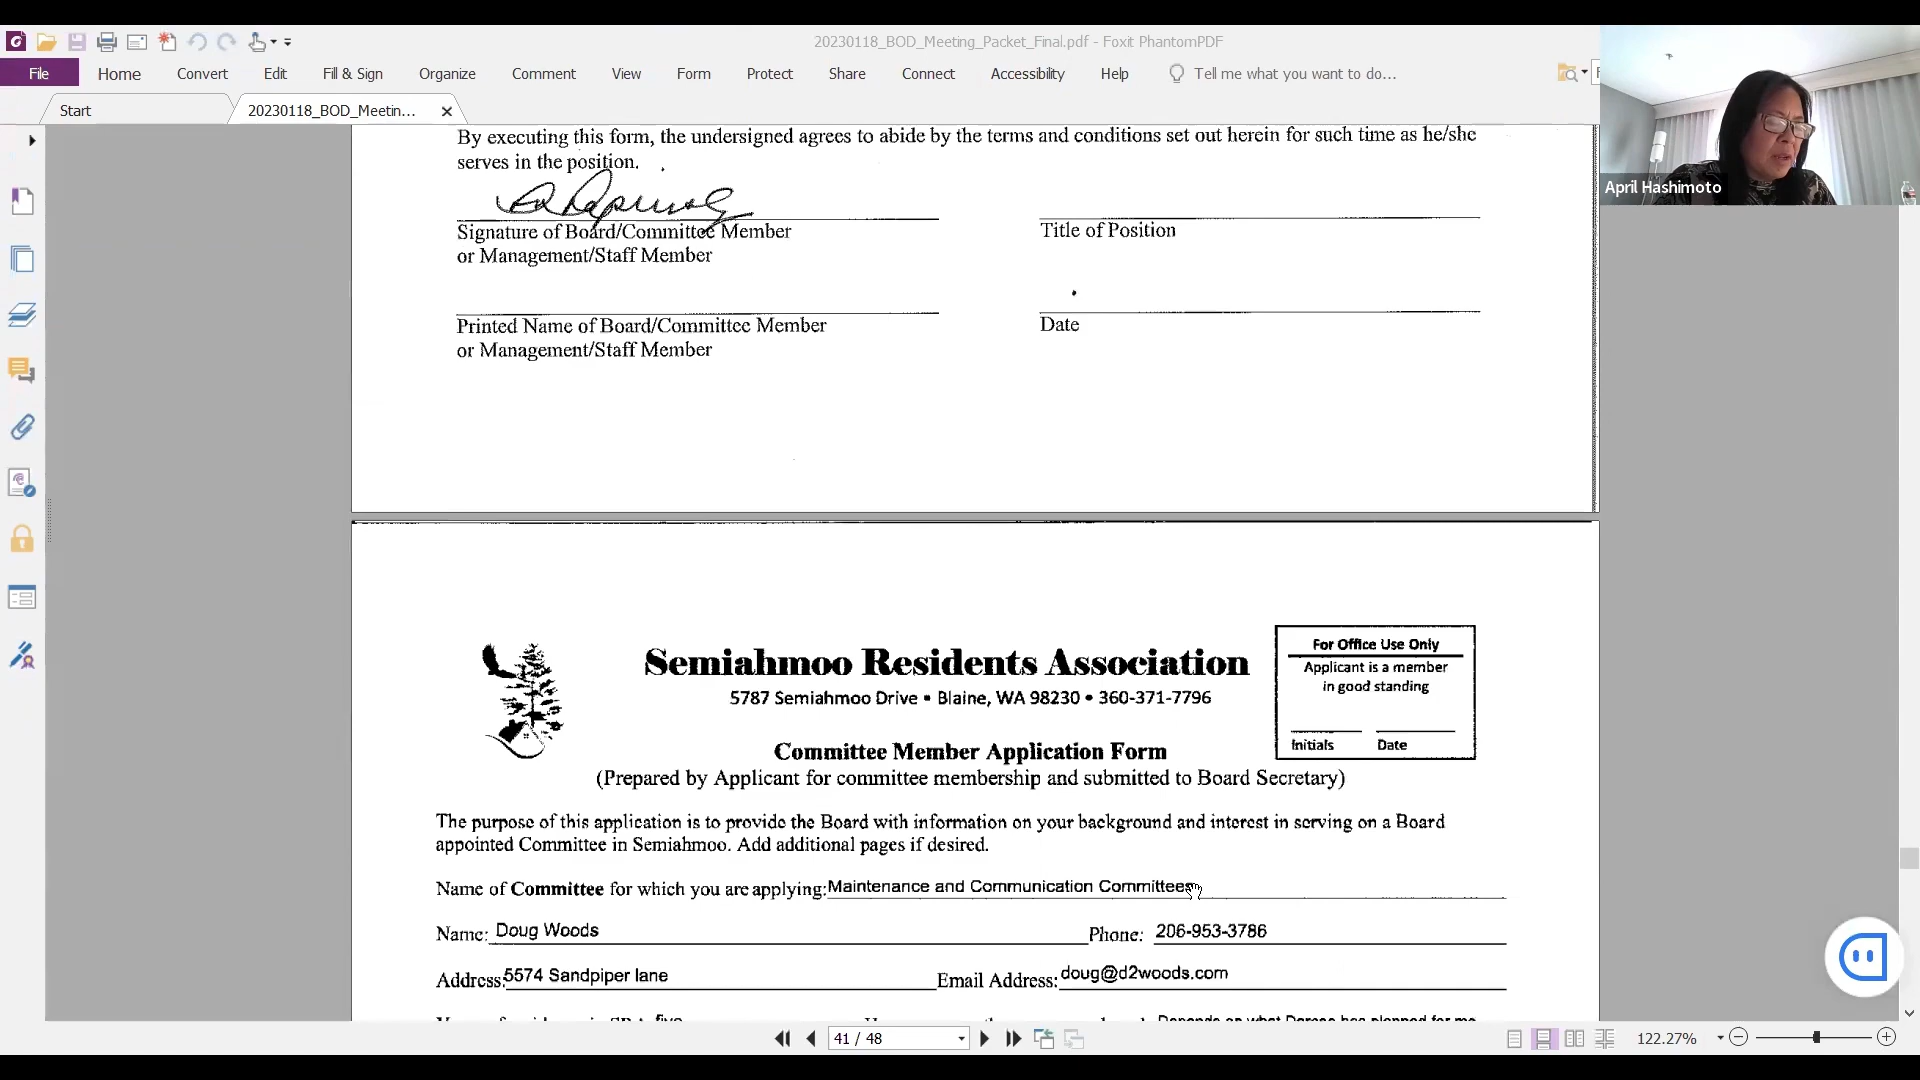 20230118_BOD_Meeting_Packet_Final.pdf - Foxit PhantomPDF
File Home Convert Edit Fill & Sign Organize Comment View Form Protect Share Connect Accessibility Help Tell me what you want to do...
Start 20230118_BOD_Meetin...
April Hashimoto
By executing this form, the undersigned agrees to abide by the terms and conditions set out herein for such time as he/she
serves in the position.
Signature of Board/Committee Member Title of Position
or Management/Staff Member
Printed Name of Board/Committee Member Date
or Management/Staff Member
Semiahmoo Residents Association
5787 Semiahmoo Drive • Blaine, WA 98230 • 360-371-7796
For Office Use Only
Applicant is a member
in good standing
Initials Date
Committee Member Application Form
(Prepared by Applicant for committee membership and submitted to Board Secretary)
The purpose of this application is to provide the Board with information on your background and interest in serving on a Board
appointed Committee in Semiahmoo. Add additional pages if desired.
Name of Committee for which you are applying: Maintenance and Communication Committees
Name: Doug Woods Phone: 206-953-3786
Address: 5574 Sandpiper lane Email Address: doug@d2woods.com
41 / 48 122.27%